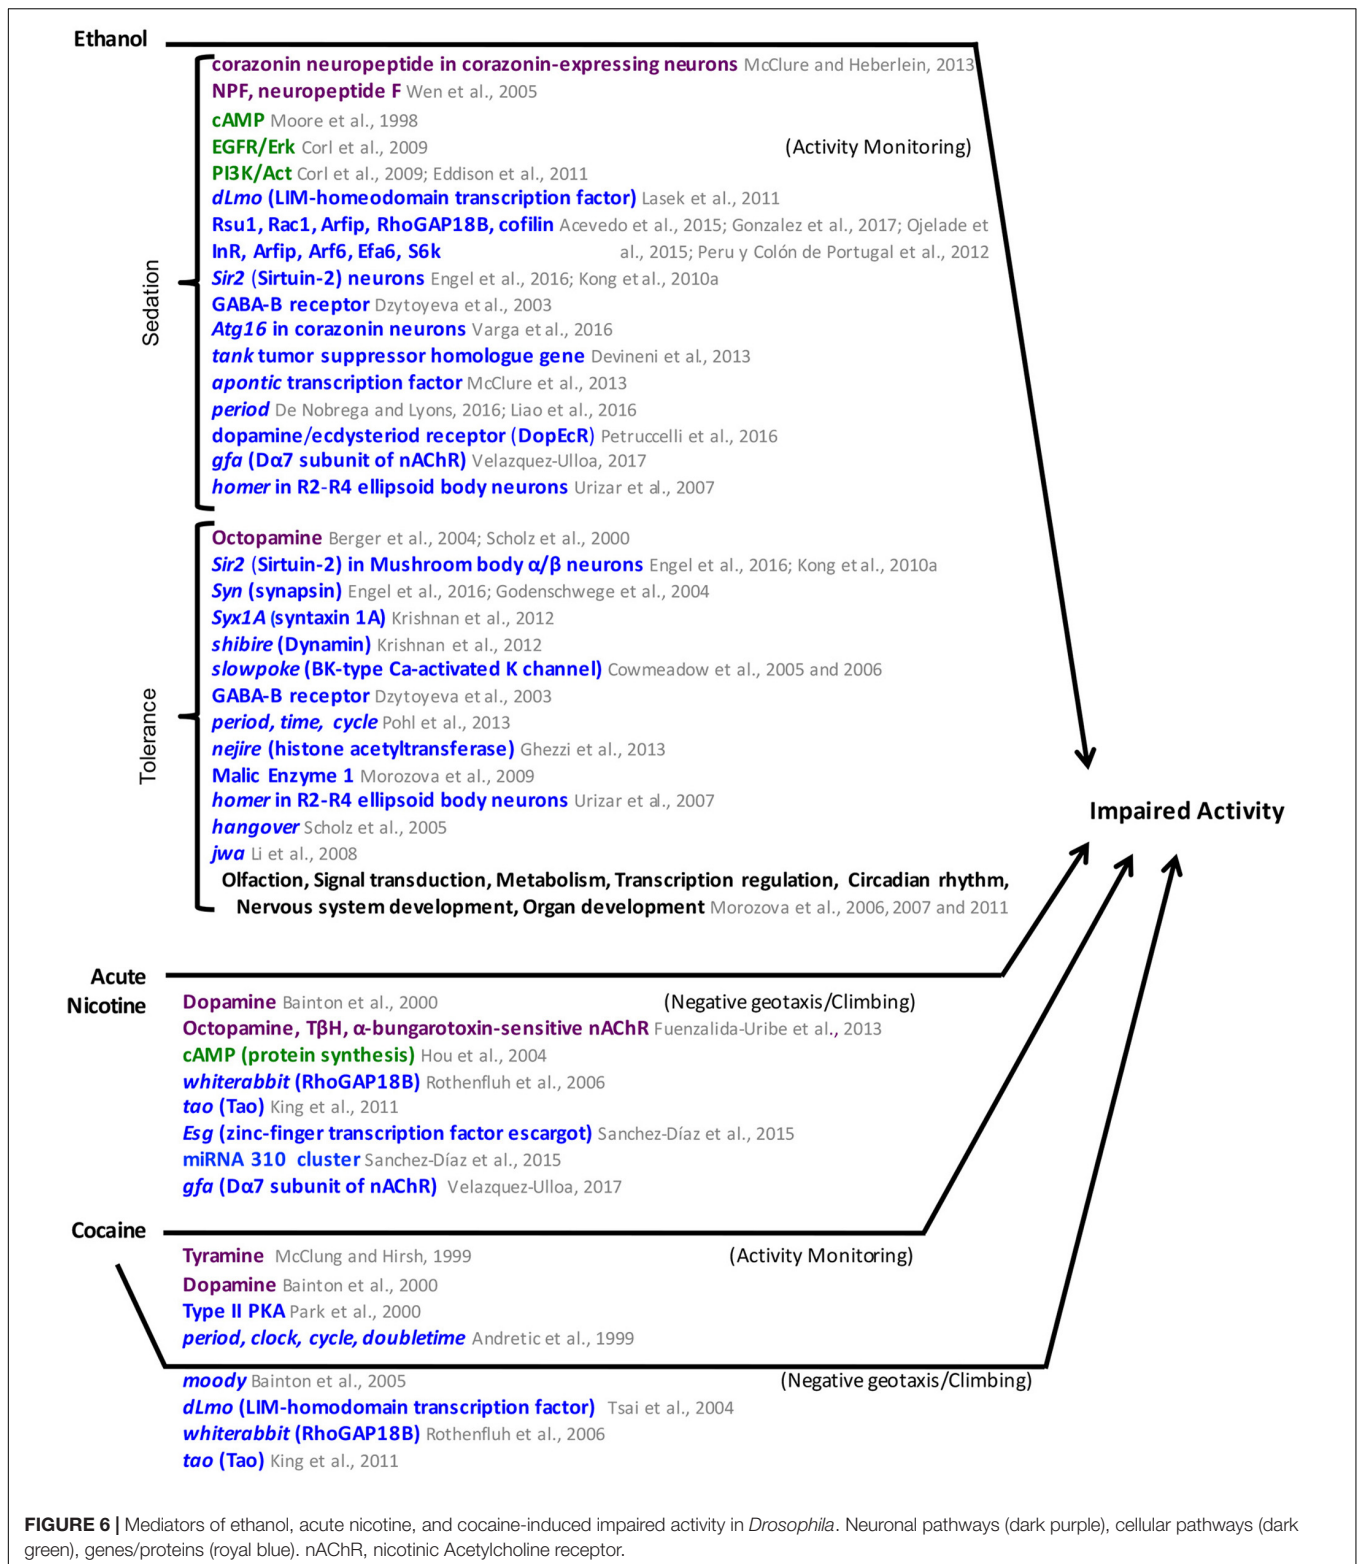 Ethanol
corazonin neuropeptide in corazonin-expressing neurons McClure and Heberlein, 2013
NPF, neuropeptide F Wen et al., 2005
cAMP Moore et al., 1998
EGFR/Erk Corl et al., 2009 (Activity Monitoring)
PI3K/Act Corl et al., 2009; Eddison et al., 2011
dLmo (LIM-homeodomain transcription factor) Lasek et al., 2011
Rsu1, Rac1, Arfip, RhoGAP18B, cofilin Acevedo et al., 2015; Gonzalez et al., 2017; Ojelade et
InR, Arfip, Arf6, Efa6, S6k al., 2015; Peru y Colón de Portugal et al., 2012
Sir2 (Sirtuin-2) neurons Engel et al., 2016; Kong et al., 2010a
Sedation
GABA-B receptor Dzytoyeva et al., 2003
Atg16 in corazonin neurons Varga et al., 2016
tank tumor suppressor homologue gene Devineni et al., 2013
apontic transcription factor McClure et al., 2013
period De Nobrega and Lyons, 2016; Liao et al., 2016
dopamine/ecdysteriod receptor (DopEcR) Petruccelli et al., 2016
gfa (Dα7 subunit of nAChR) Velazquez-Ulloa, 2017
homer in R2-R4 ellipsoid body neurons Urizar et al., 2007
Octopamine Berger et al., 2004; Scholz et al., 2000
Sir2 (Sirtuin-2) in Mushroom body α/β neurons Engel et al., 2016; Kong et al., 2010a
Syn (synapsin) Engel et al., 2016; Godenschwege et al., 2004
Syx1A (syntaxin 1A) Krishnan et al., 2012
shibire (Dynamin) Krishnan et al., 2012
slowpoke (BK-type Ca-activated K channel) Cowmeadow et al., 2005 and 2006
GABA-B receptor Dzytoyeva et al., 2003
period, time, cycle Pohl et al., 2013
Tolerance
nejire (histone acetyltransferase) Ghezzi et al., 2013
Malic Enzyme 1 Morozova et al., 2009
homer in R2-R4 ellipsoid body neurons Urizar et al., 2007
Impaired Activity
hangover Scholz et al., 2005
jwa Li et al., 2008
Olfaction, Signal transduction, Metabolism, Transcription regulation, Circadian rhythm,
Nervous system development, Organ development Morozova et al., 2006, 2007 and 2011
Acute
Nicotine
Dopamine Bainton et al., 2000 (Negative geotaxis/Climbing)
Octopamine, TβH, α-bungarotoxin-sensitive nAChR Fuenzalida-Uribe et al., 2013
cAMP (protein synthesis) Hou et al., 2004
whiterabbit (RhoGAP18B) Rothenfluh et al., 2006
tao (Tao) King et al., 2011
Esg (zinc-finger transcription factor escargot) Sanchez-Díaz et al., 2015
miRNA 310 cluster Sanchez-Díaz et al., 2015
gfa (Dα7 subunit of nAChR) Velazquez-Ulloa, 2017
Cocaine
Tyramine McClung and Hirsh, 1999 (Activity Monitoring)
Dopamine Bainton et al., 2000
Type II PKA Park et al., 2000
period, clock, cycle, doubletime Andretic et al., 1999
moody Bainton et al., 2005 (Negative geotaxis/Climbing)
dLmo (LIM-homodomain transcription factor) Tsai et al., 2004
whiterabbit (RhoGAP18B) Rothenfluh et al., 2006
tao (Tao) King et al., 2011
FIGURE 6 | Mediators of ethanol, acute nicotine, and cocaine-induced impaired activity in Drosophila. Neuronal pathways (dark purple), cellular pathways (dark
green), genes/proteins (royal blue). nAChR, nicotinic Acetylcholine receptor.